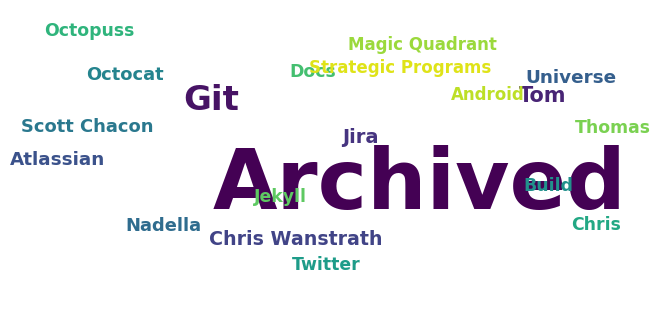 Octopuss
Magic Quadrant
Docs
Strategic Programs
Octocat
Universe
Git
Android
Tom
Scott Chacon
Thomas
Jira
Atlassian
Archived
Build
Jekyll
Nadella
Chris
Chris Wanstrath
Twitter